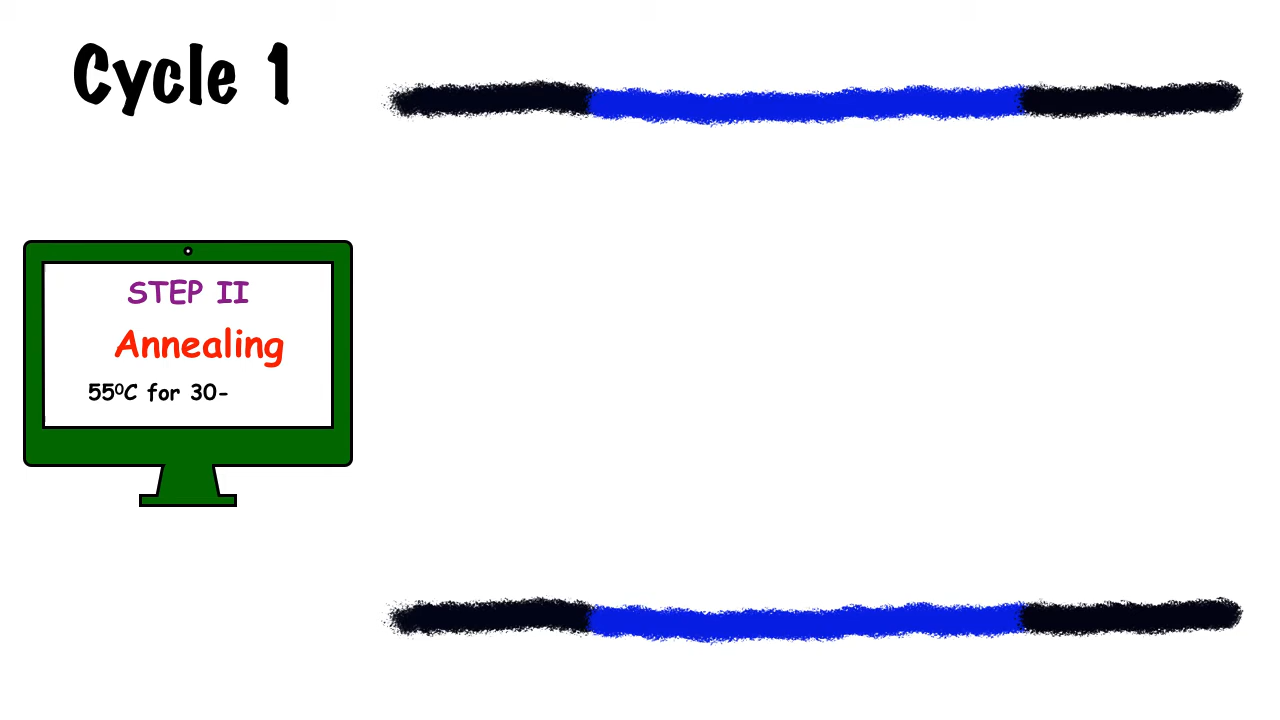 Cycle 1
STEP II
Annealing
55⁰C for 30-